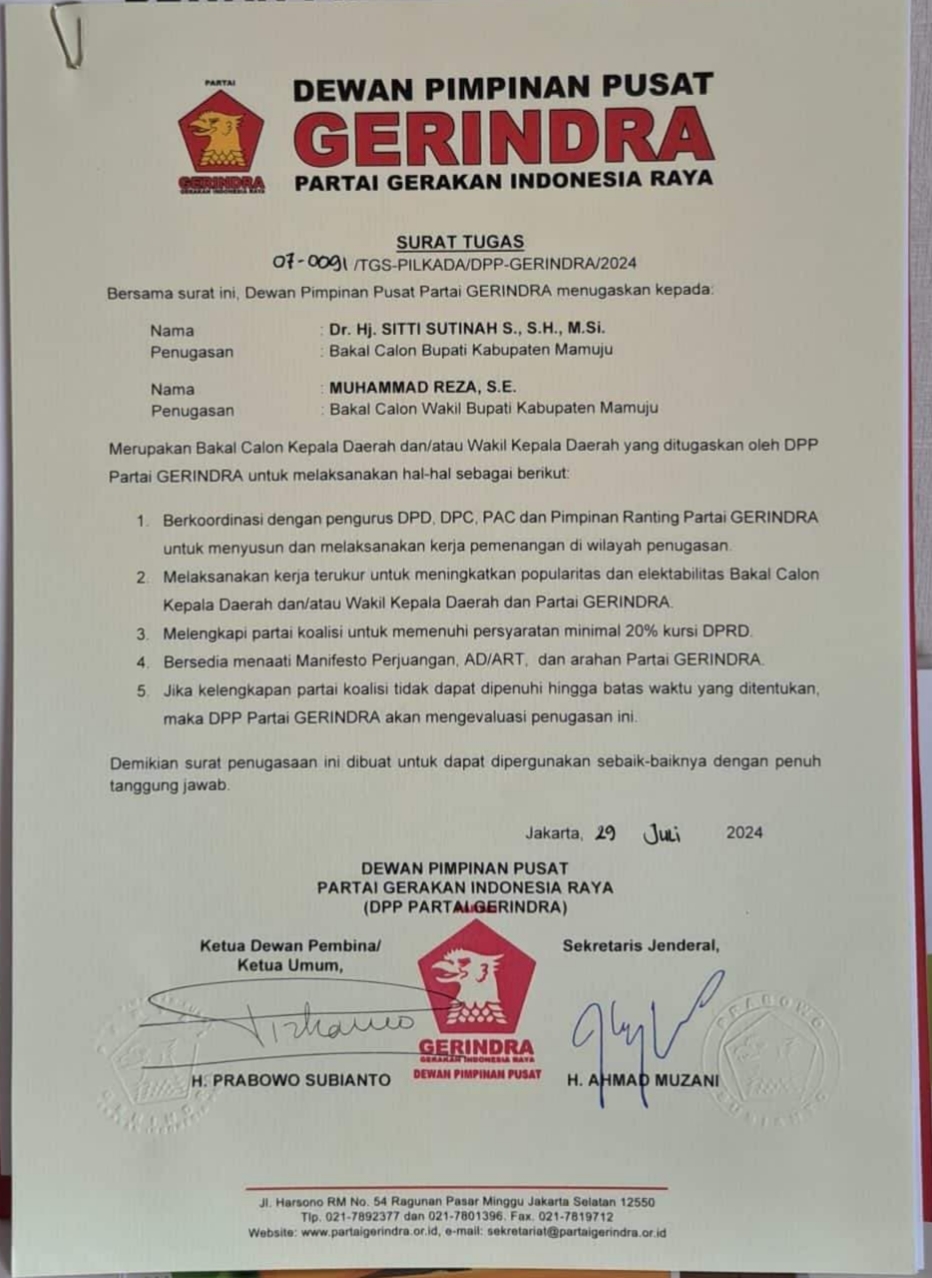 PARTAI
GERINDRA
GERAKAN INDONESIA RAYA
DEWAN PIMPINAN PUSAT
GERINDRA
PARTAI GERAKAN INDONESIA RAYA
SURAT TUGAS
07-0091/TGS-PILKADA/DPP-GERINDRA/2024
Bersama surat ini, Dewan Pimpinan Pusat Partai GERINDRA menugaskan kepada:
Nama : Dr. Hj. SITTI SUTINAH S., S.H., M.Si.
Penugasan : Bakal Calon Bupati Kabupaten Mamuju
Nama : MUHAMMAD REZA, S.E.
Penugasan : Bakal Calon Wakil Bupati Kabupaten Mamuju
Merupakan Bakal Calon Kepala Daerah dan/atau Wakil Kepala Daerah yang ditugaskan oleh DPP
Partai GERINDRA untuk melaksanakan hal-hal sebagai berikut:
1. Berkoordinasi dengan pengurus DPD, DPC, PAC dan Pimpinan Ranting Partai GERINDRA
untuk menyusun dan melaksanakan kerja pemenangan di wilayah penugasan.
2. Melaksanakan kerja terukur untuk meningkatkan popularitas dan elektabilitas Bakal Calon
Kepala Daerah dan/atau Wakil Kepala Daerah dan Partai GERINDRA.
3. Melengkapi partai koalisi untuk memenuhi persyaratan minimal 20% kursi DPRD.
4. Bersedia menaati Manifesto Perjuangan, AD/ART, dan arahan Partai GERINDRA.
5. Jika kelengkapan partai koalisi tidak dapat dipenuhi hingga batas waktu yang ditentukan,
maka DPP Partai GERINDRA akan mengevaluasi penugasan ini.
Demikian surat penugasaan ini dibuat untuk dapat dipergunakan sebaik-baiknya dengan penuh
tanggung jawab.
Jakarta, 29 Juli 2024
DEWAN PIMPINAN PUSAT
PARTAI GERAKAN INDONESIA RAYA
(DPP PARTAI GERINDRA)
Ketua Dewan Pembina/
Ketua Umum,
Sekretaris Jenderal,
GERINDRA
GERAKAN INDONESIA RAYA
DEWAN PIMPINAN PUSAT
H. PRABOWO SUBIANTO
H. AHMAD MUZANI
PRABOWO
SUBIANTO
Jl. Harsono RM No. 54 Ragunan Pasar Minggu Jakarta Selatan 12550
Tlp. 021-7892377 dan 021-7801396. Fax. 021-7819712
Website: www.partaigerindra.or.id, e-mail: sekretariat@partaigerindra.or.id